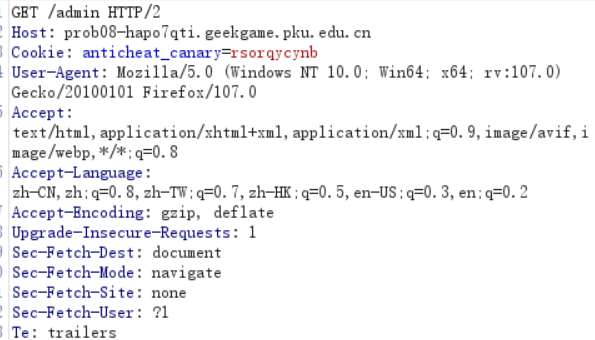 GET /admin HTTP/2
Host: prob08-hapo7qti.geekgame.pku.edu.cn
Cookie: anticheat_canary=rsorqycynb
User-Agent: Mozilla/5.0 (Windows NT 10.0; Win64; x64; rv:107.0)
Gecko/20100101 Firefox/107.0
Accept:
text/html,application/xhtml+xml,application/xml;q=0.9,image/avif,i
mage/webp,*/*;q=0.8
Accept-Language:
zh-CN,zh;q=0.8,zh-TW;q=0.7,zh-HK;q=0.5,en-US;q=0.3,en;q=0.2
Accept-Encoding: gzip, deflate
Upgrade-Insecure-Requests: 1
Sec-Fetch-Dest: document
Sec-Fetch-Mode: navigate
Sec-Fetch-Site: none
Sec-Fetch-User: ?1
Te: trailers